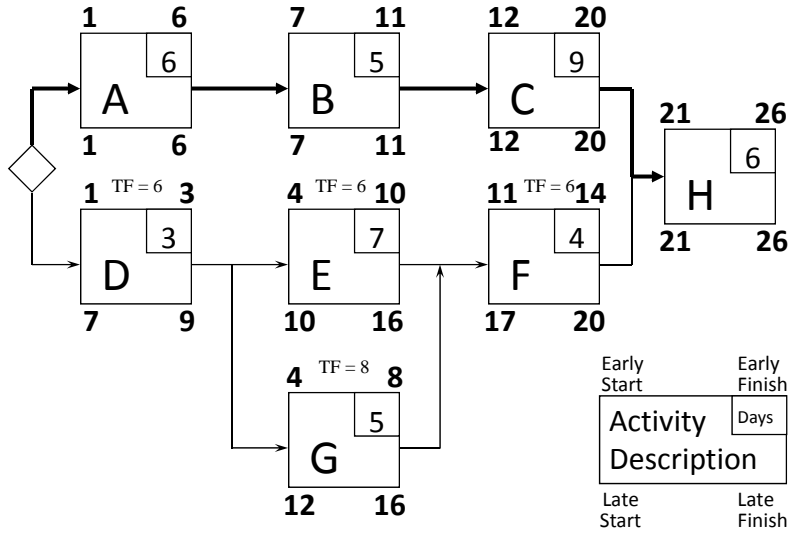 1 6 7 11 12 20
6 5 9
A B C
1 6 7 11 12 20
21 26
6
H
21 26
1 TF = 6 3 4 TF = 6 10 11 TF = 6 14
3 7 4
D E F
7 9 10 16 17 20
4 TF = 8 8
5
G
12 16
Early Start
Early Finish
Activity Description
Days
Late Start
Late Finish